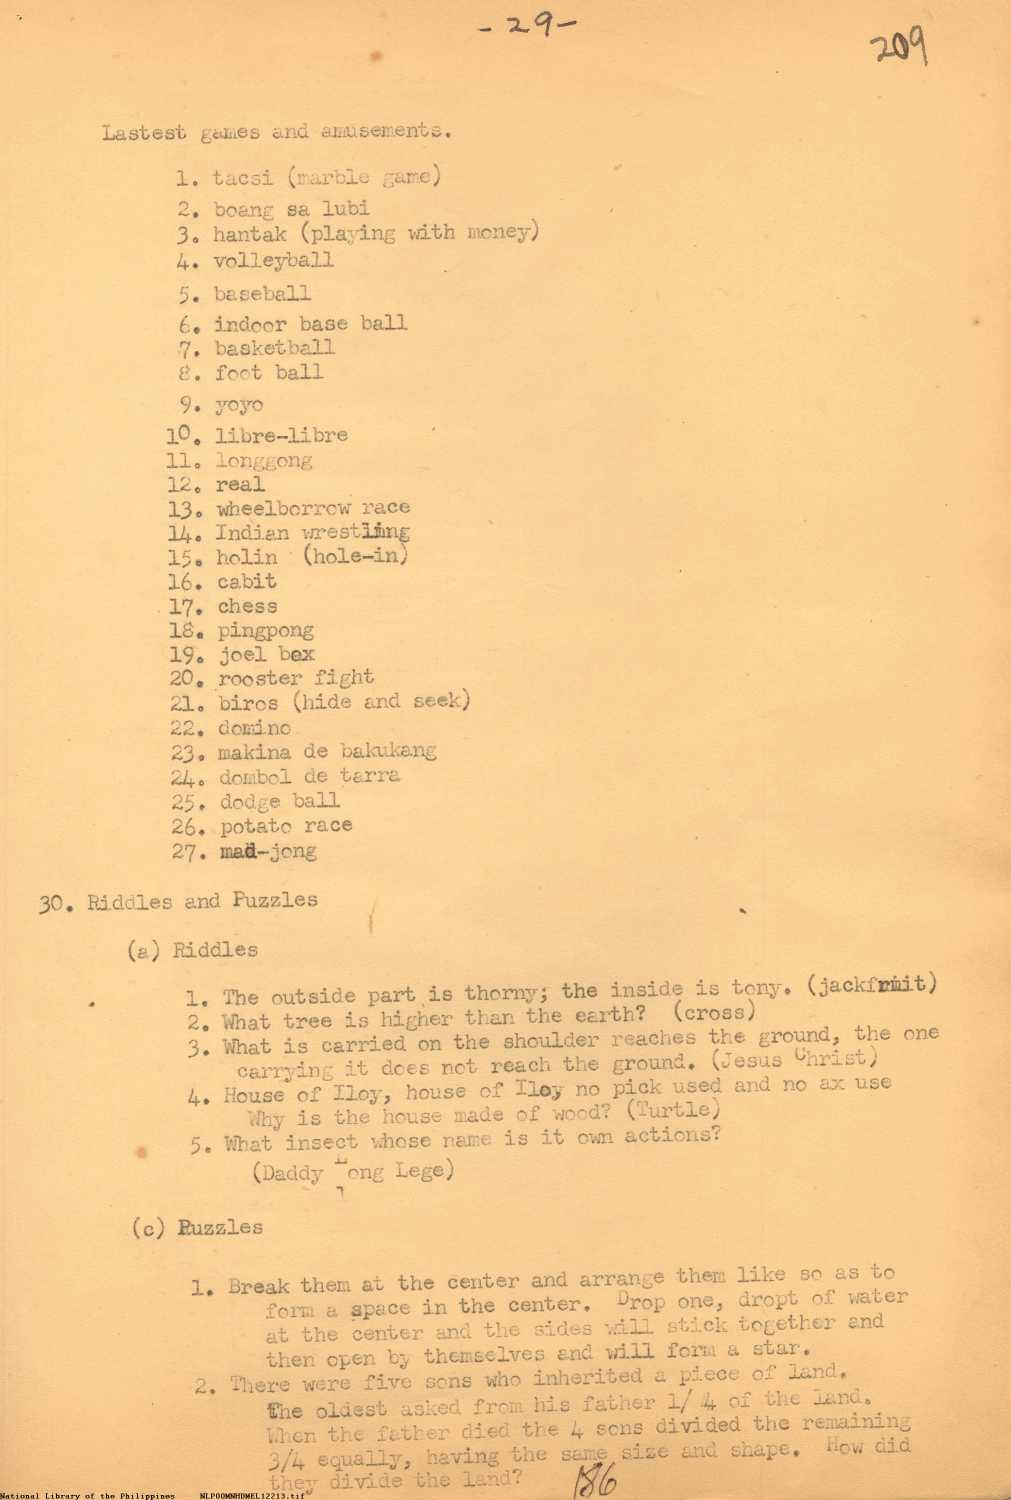 - 29 -
209
Lastest games and amusements.
1. tacsi (marble game)
2. boang sa lubi
3. hantak (playing with money)
4. volleyball
5. baseball
6. indoor base ball
7. basketball
8. foot ball
9. yoyo
10. libre-libre
11. longgong
12. real
13. wheelborrow race
14. Indian wrestling
15. holin (hole-in)
16. cabit
17. chess
18. pingpong
19. joel box
20. rooster fight
21. biros (hide and seek)
22. domino
23. makina de bakukang
24. dombol de tarra
25. dodge ball
26. potato race
27. mad-jong
30. Riddles and Puzzles
(a) Riddles
1. The outside part is thorny; the inside is tony. (jackfruit)
2. What tree is higher than the earth? (cross)
3. What is carried on the shoulder reaches the ground, the one
carrying it does not reach the ground. (Jesus Christ)
4. House of Iloy, house of Iloy no pick used and no ax use
Why is the house made of wood? (Turtle)
5. What insect whose name is it own actions?
(Daddy Long Lege)
(c) Puzzles
1. Break them at the center and arrange them like so as to
form a space in the center. Drop one, dropt of water
at the center and the sides will stick together and
then open by themselves and will form a star.
2. There were five sons who inherited a piece of land.
The oldest asked from his father 1/4 of the land.
When the father died the 4 sons divided the remaining
3/4 equally, having the same size and shape. How did
they divide the land?
186
National Library of the Philippines NLPOOMNHDMEL12213.tif